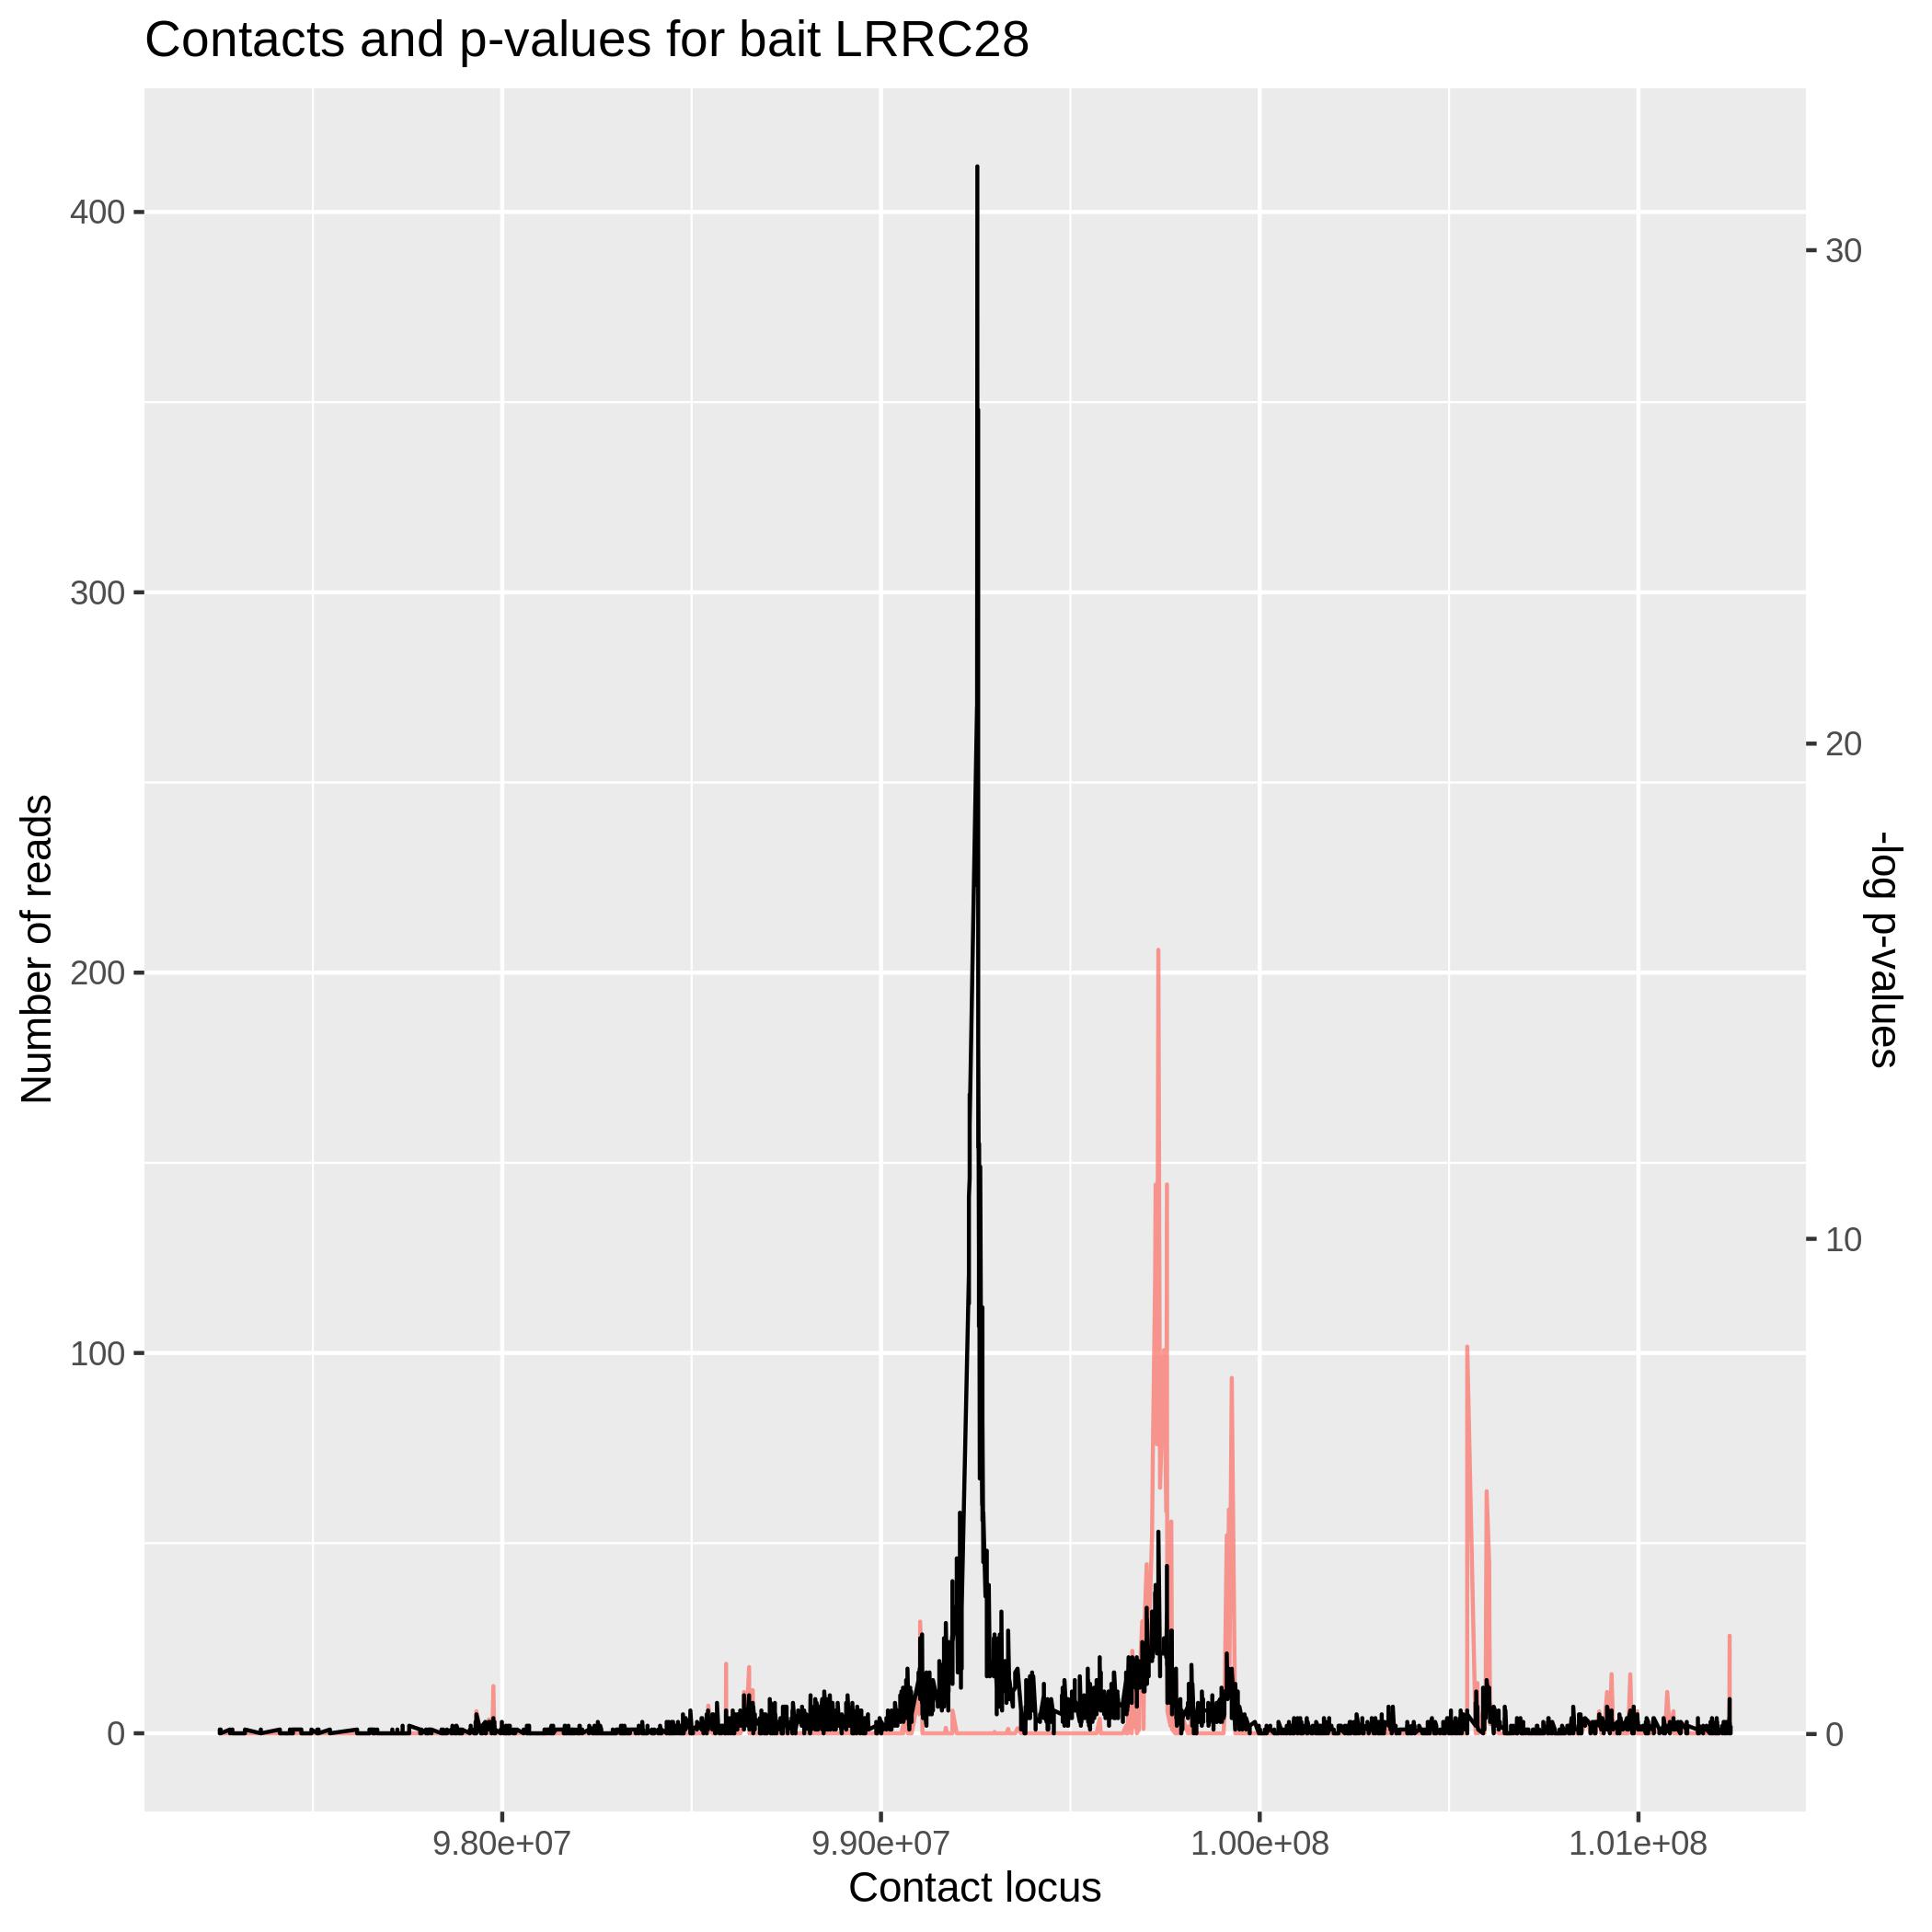 Contacts and p-values for bait LRRC28
400
300
200
100
0
30
20
10
0
Number of reads
-log p-values
9.80e+07 9.90e+07 1.00e+08 1.01e+08
Contact locus